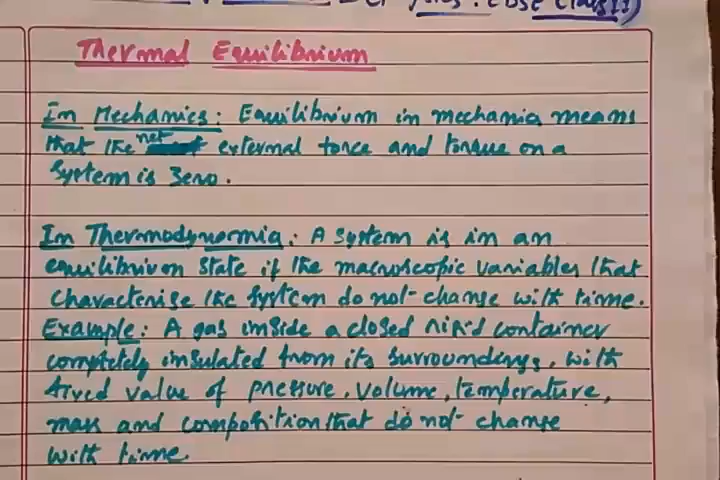 CBSE Class 11)
Thermal Equilibrium
In Mechanics: Equilibrium in mechanics means
that the net external force and torque on a
system is zero.
In Thermodynamics: A system is in an
equilibrium state if the macroscopic variables that
characterise the system do not change with time.
Example: A gas inside a closed rigid container
completely insulated from its surroundings, with
fixed value of pressure, volume, temperature,
mass and composition that do not change
with time.